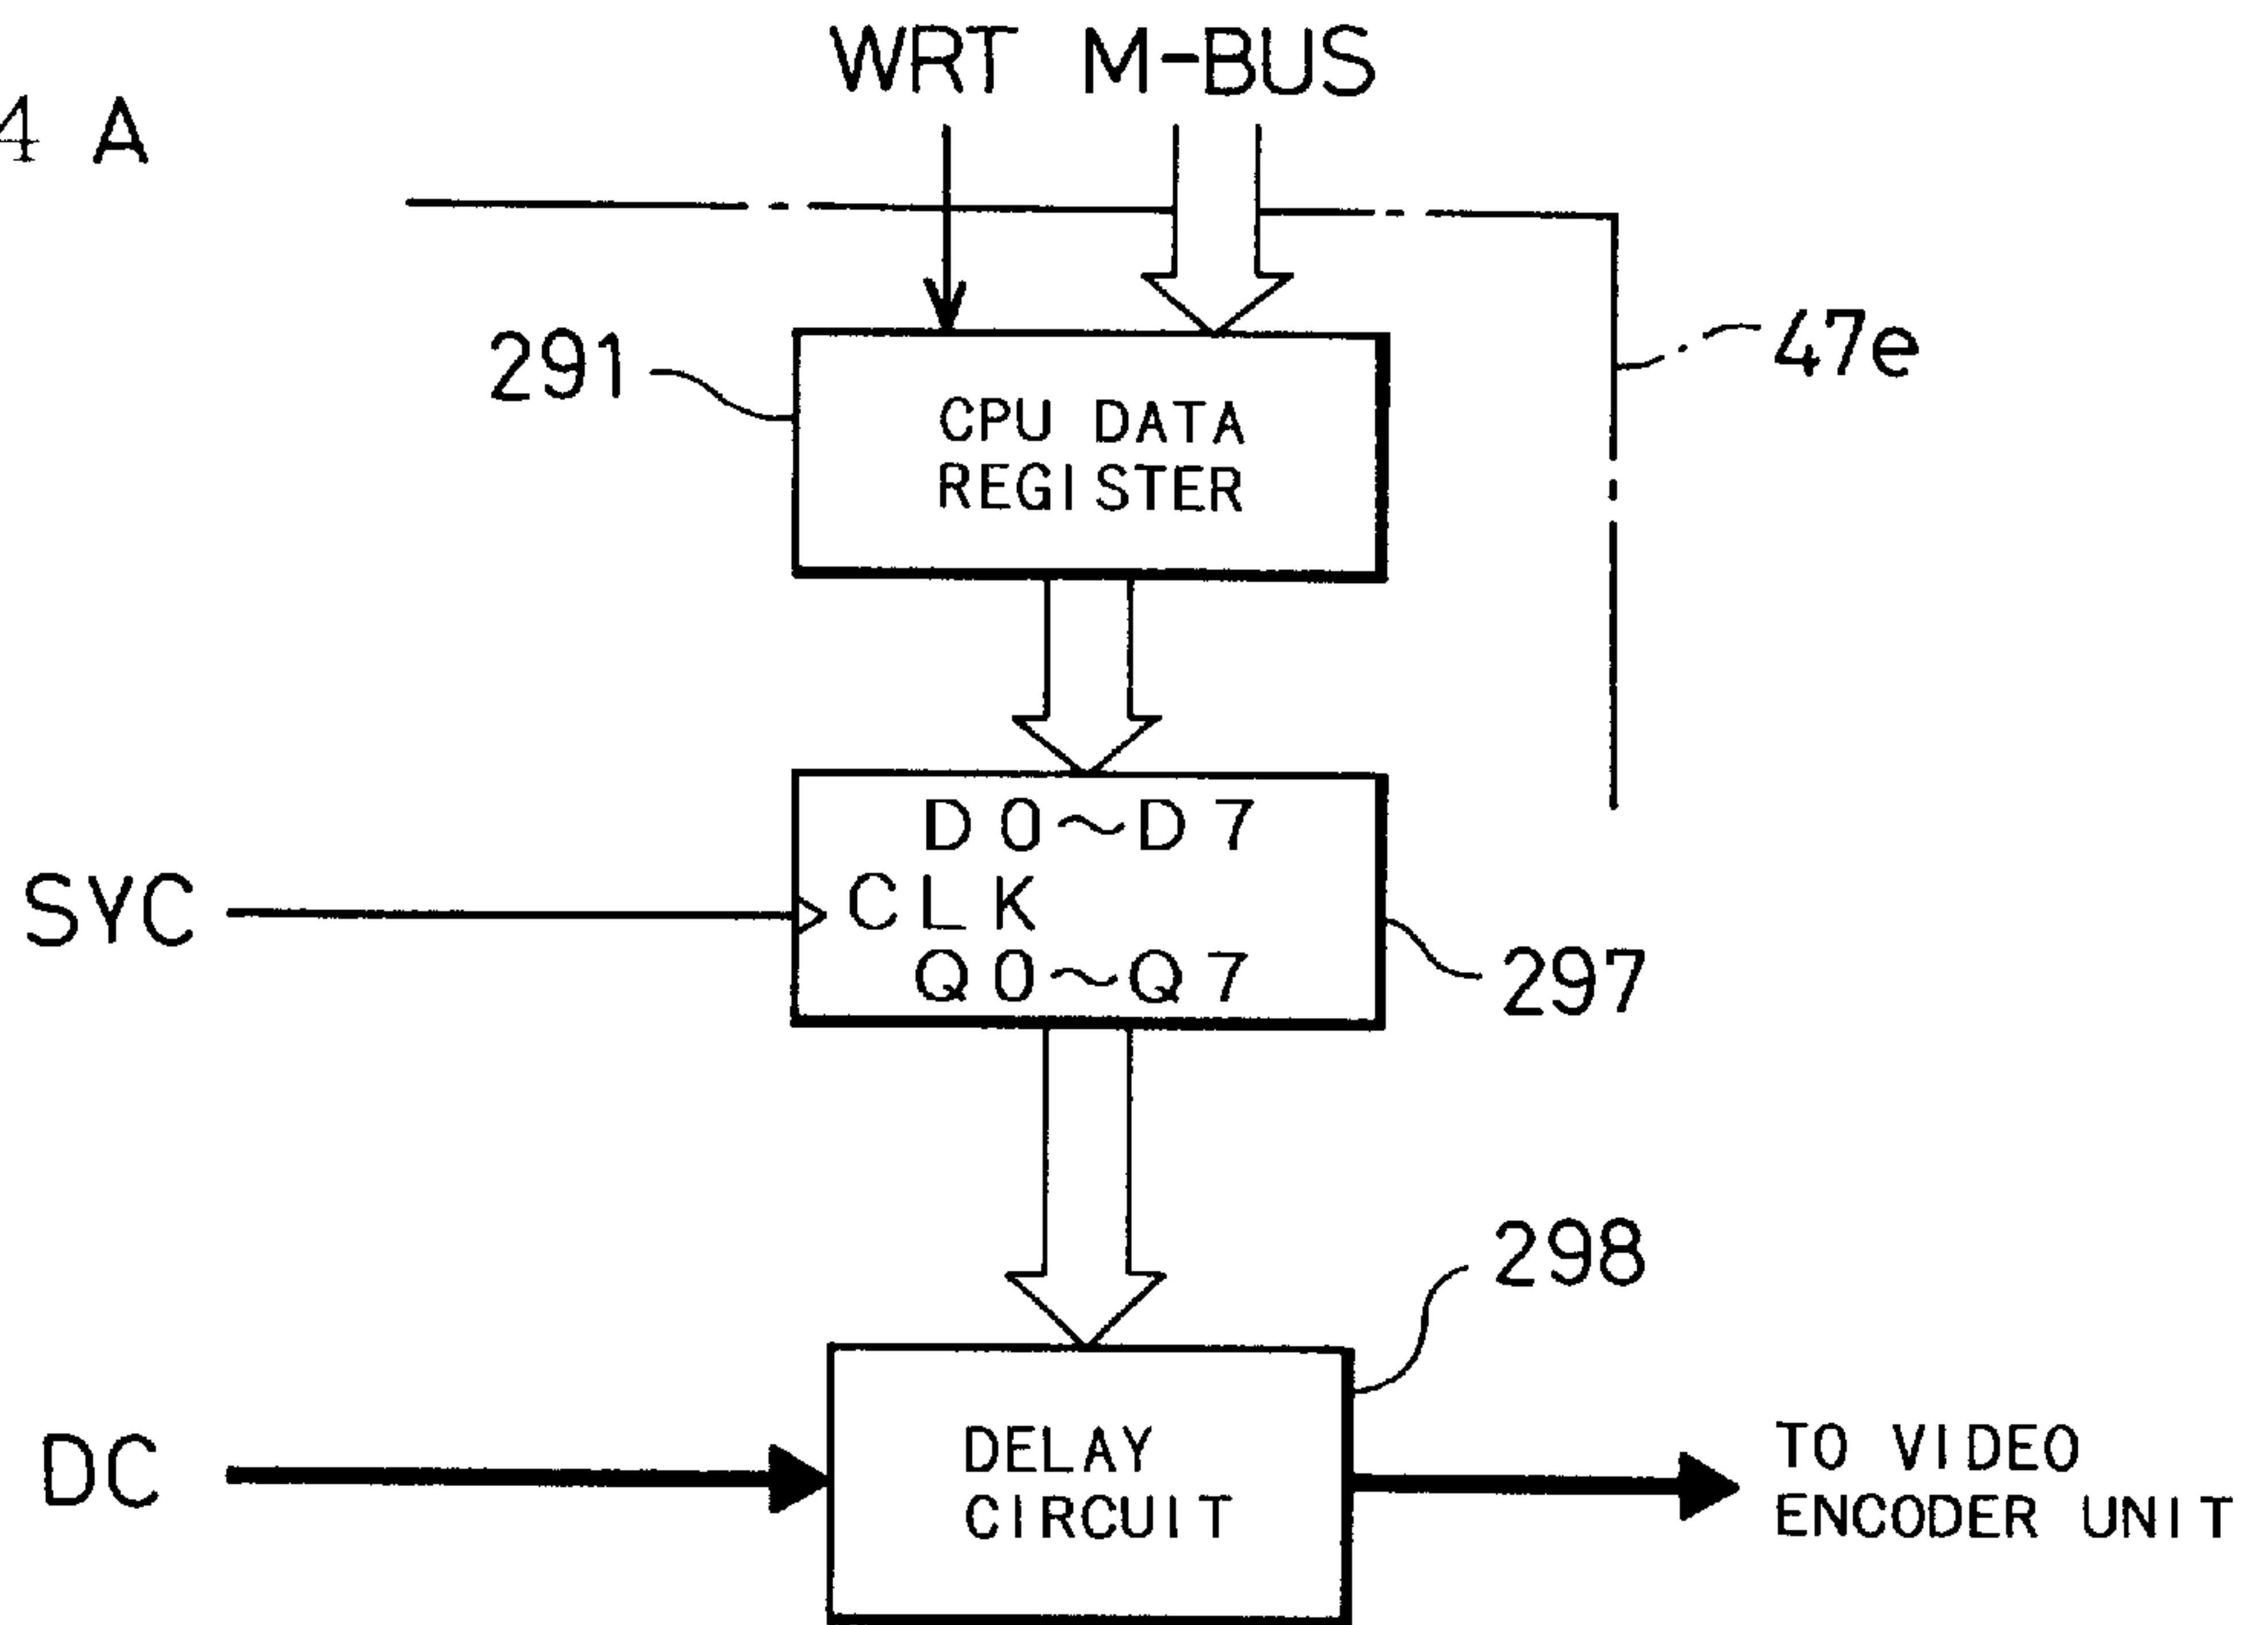 4 A
WRT M-BUS
291
47e
CPU DATA
REGISTER
D0~D7
SYC
CLK
Q0~Q7
297
298
DC
DELAY
CIRCUIT
TO VIDEO
ENCODER UNIT